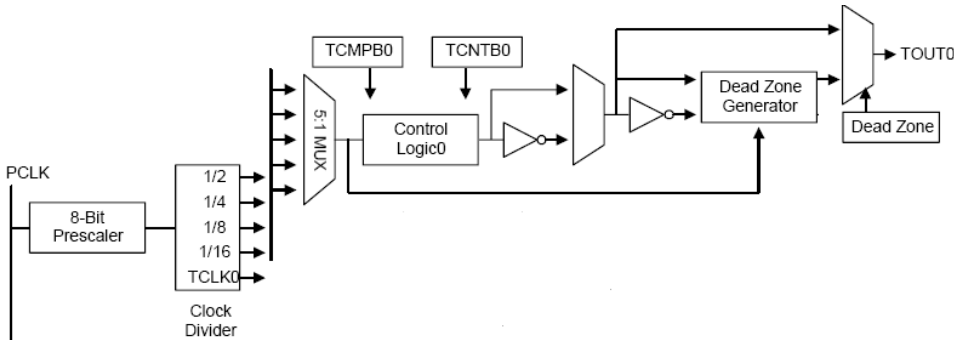 TCMPB0
TCNTB0
TOUT0
5:1 MUX
Control
Logic0
Dead Zone
Generator
Dead Zone
PCLK
8-Bit
Prescaler
1/2
1/4
1/8
1/16
TCLK0
Clock
Divider